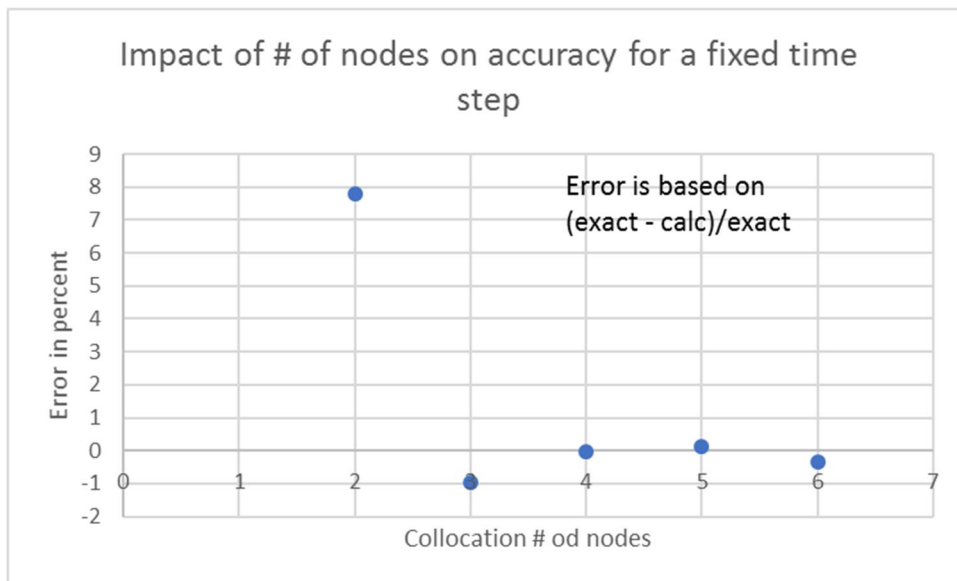 Impact of # of nodes on accuracy for a fixed time
step
9
8
7
6
5
4
3
2
1
0
-1
-2
Error in percent
Error is based on
(exact - calc)/exact
0 1 2 3 4 5 6 7
Collocation # od nodes